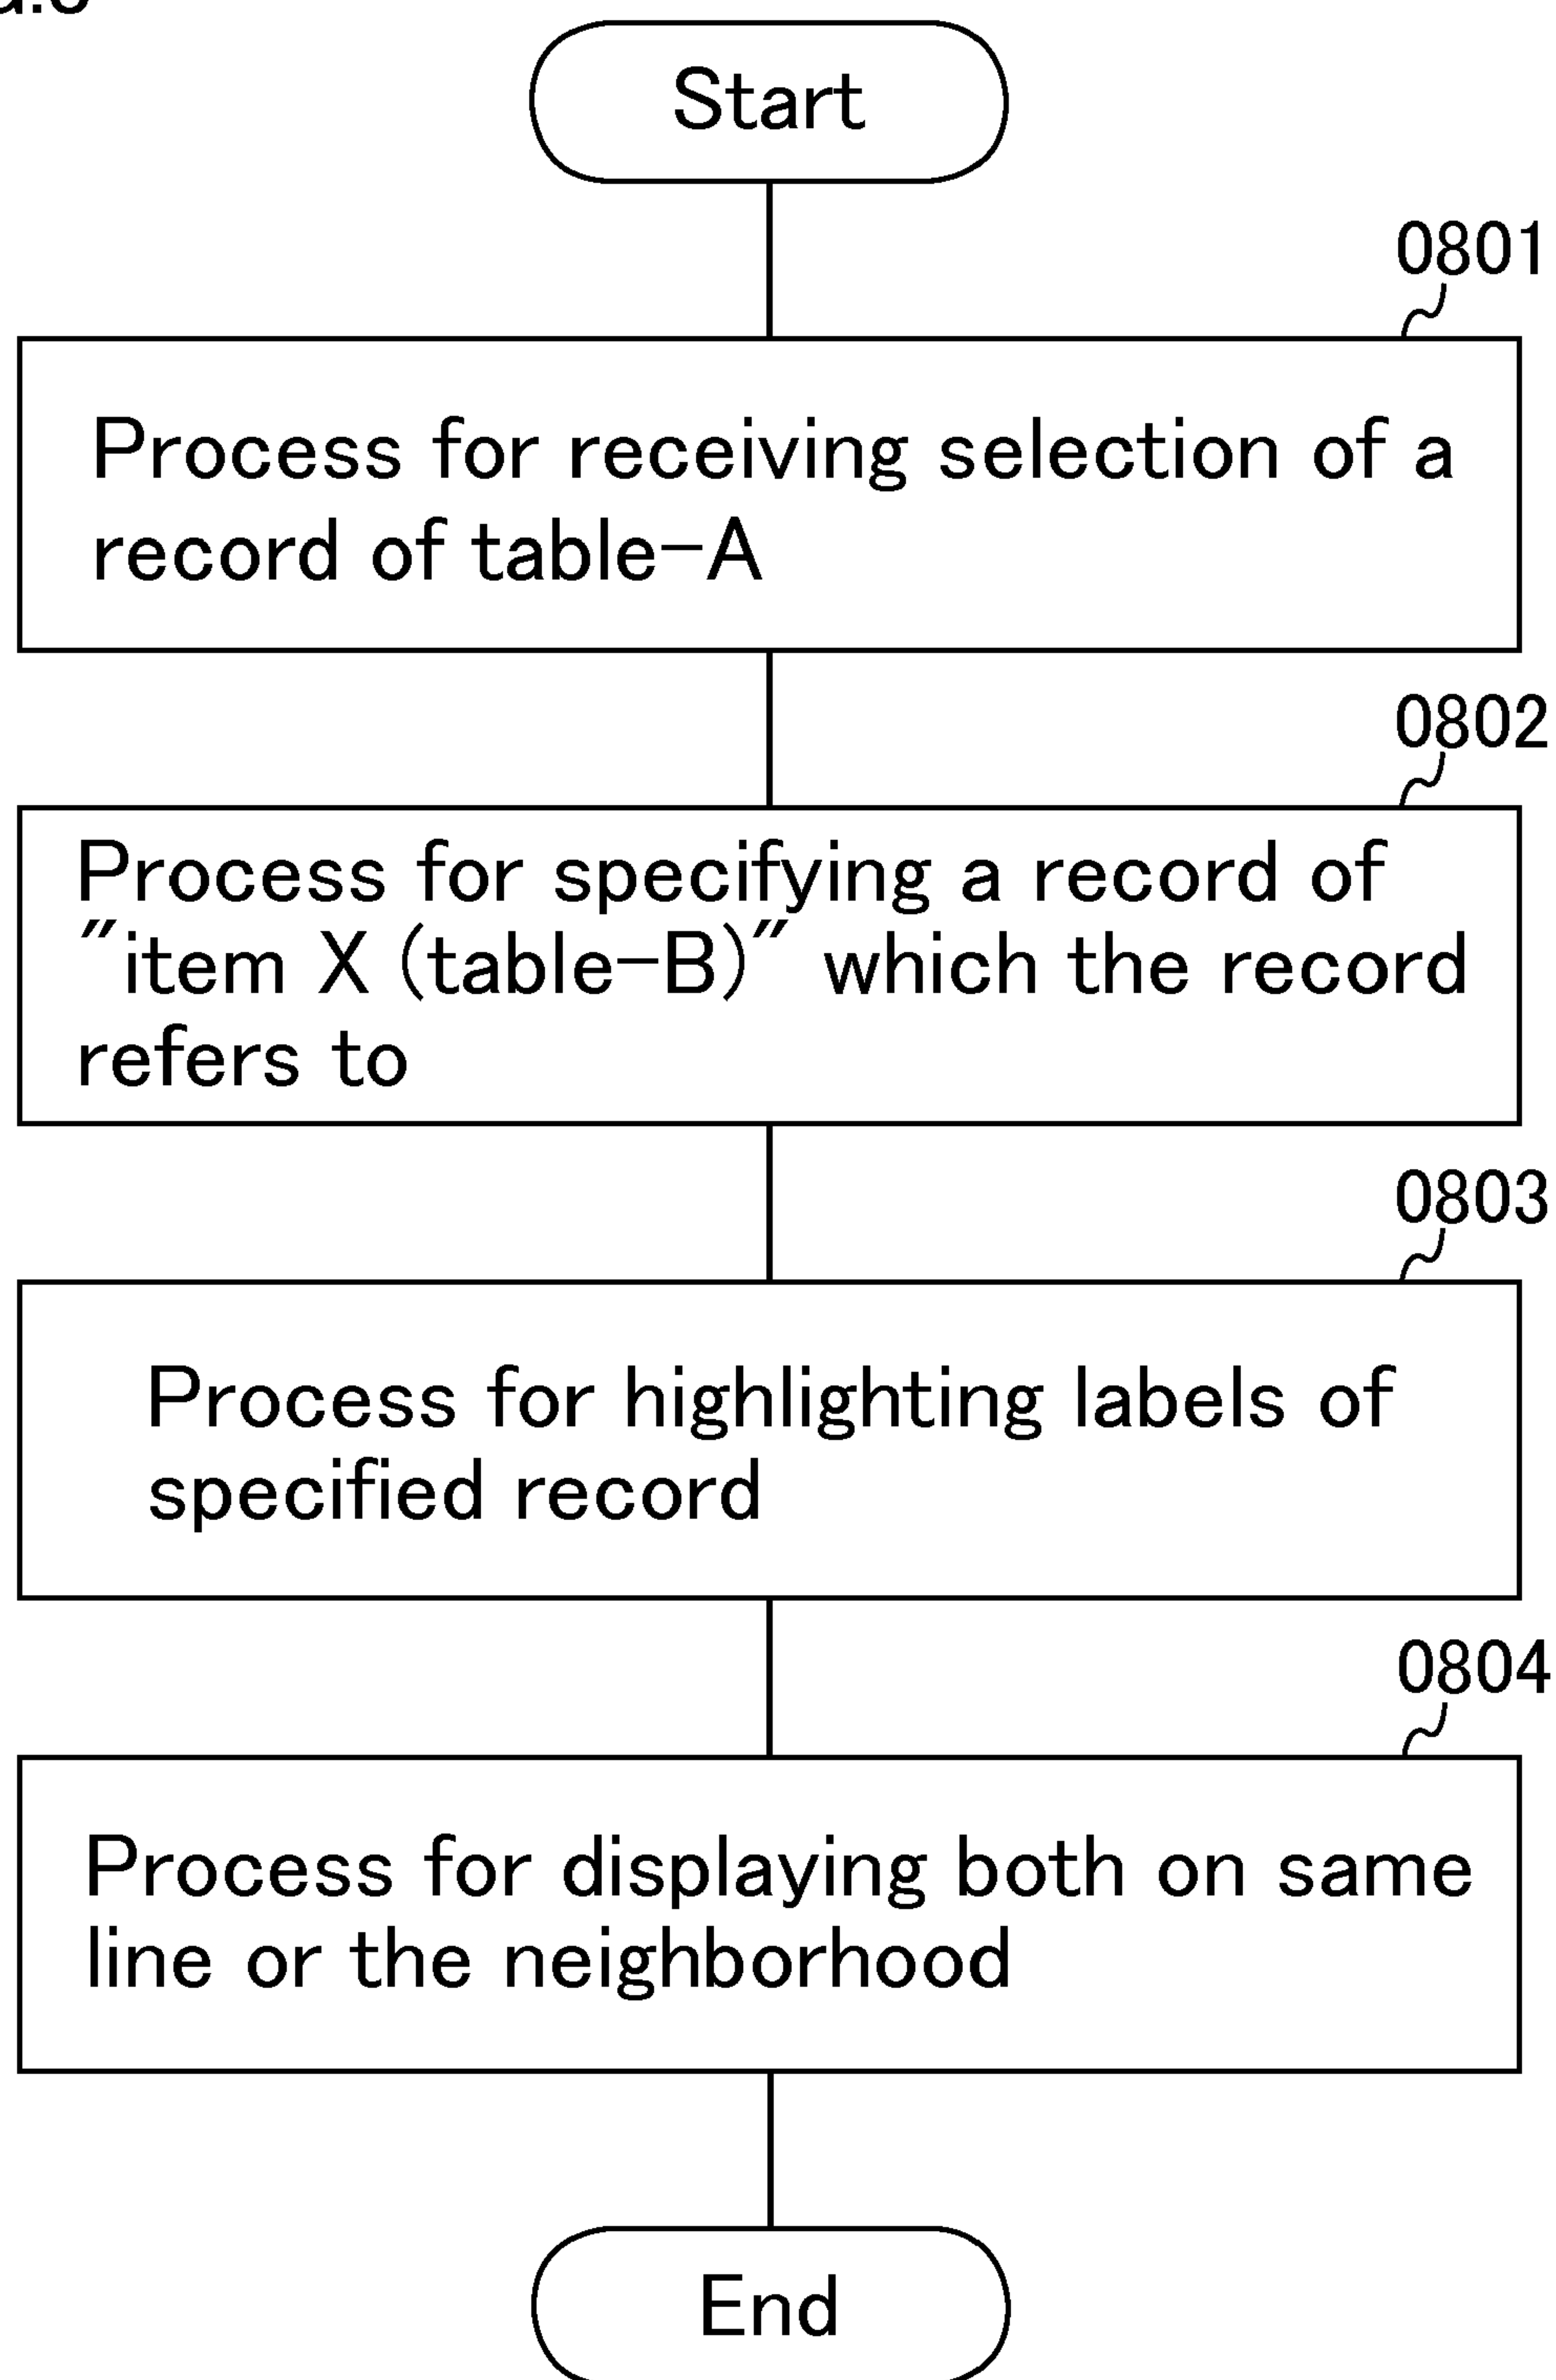 Start
0801
Process for receiving selection of a
record of table-A
0802
Process for specifying a record of
"item X (table-B)" which the record
refers to
0803
Process for highlighting labels of
specified record
0804
Process for displaying both on same
line or the neighborhood
End